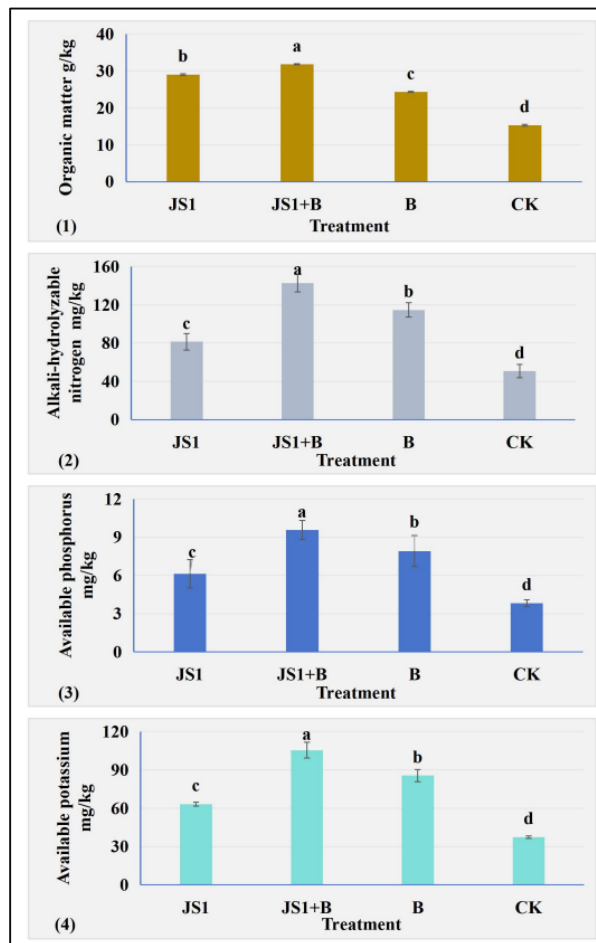 Organic matter g/kg
40
30
20
10
0
b
a
c
d
JS1 JS1+B B CK
(1)
Treatment
Alkali-hydrolyzable
nitrogen mg/kg
160
120
80
40
0
c
a
b
d
JS1 JS1+B B CK
(2)
Treatment
Available phosphorus
mg/kg
12
9
6
3
0
c
a
b
d
JS1 JS1+B B CK
(3)
Treatment
Available potassium
mg/kg
120
90
60
30
0
c
a
b
d
JS1 JS1+B B CK
(4)
Treatment